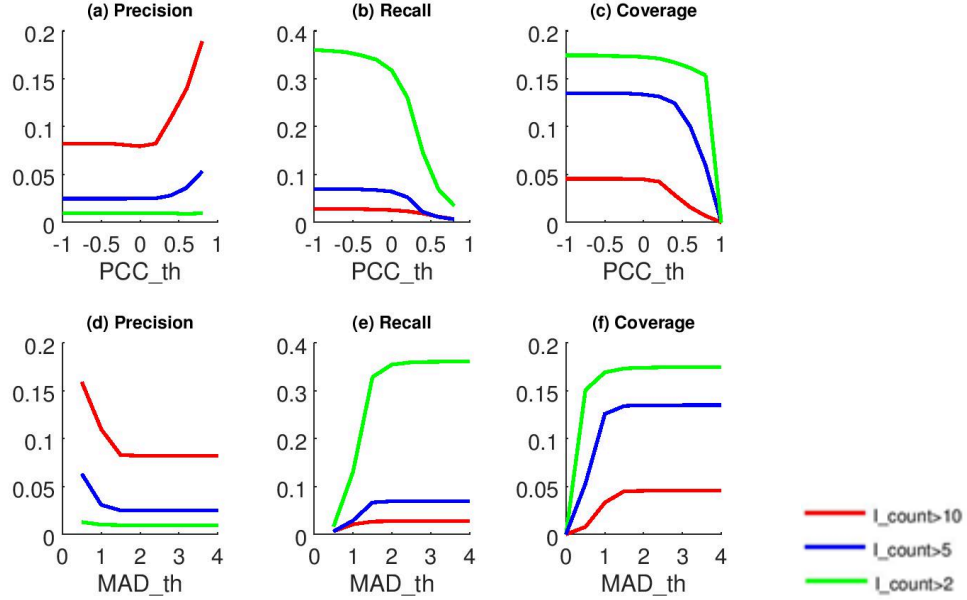 (a) Precision
(b) Recall
(c) Coverage
0.2
0.15
0.1
0.05
0
-1 -0.5 0 0.5 1
PCC_th
0.4
0.3
0.2
0.1
0.0
-1 -0.5 0 0.5 1
PCC_th
0.2
0.15
0.1
0.05
0
-1 -0.5 0 0.5 1
PCC_th
(d) Precision
(e) Recall
(f) Coverage
0.2
0.15
0.1
0.05
0
0 1 2 3 4
MAD_th
0.4
0.3
0.2
0.1
0.0
0 1 2 3 4
MAD_th
0.2
0.15
0.1
0.05
0
0 1 2 3 4
MAD_th
I_count>10
I_count>5
I_count>2